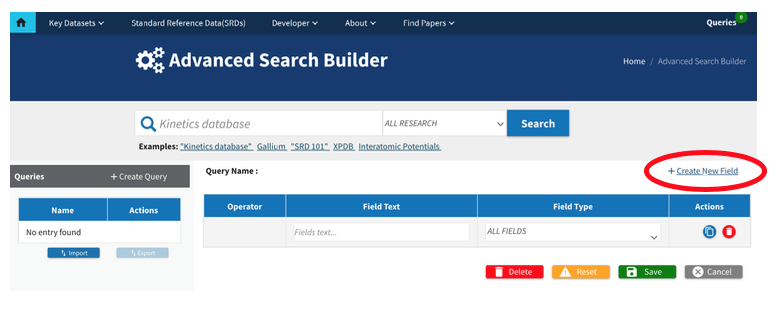 Key Datasets Standard Reference Data(SRDs) Developer About Find Papers Queries 0
Advanced Search Builder
Home / Advanced Search Builder
Kinetics database ALL RESEARCH Search
Examples: "Kinetics database" Gallium "SRD 101" XPDB Interatomic Potentials
Queries + Create Query
Query Name :
+ Create New Field
Name Actions
No entry found
Import Export
Operator Field Text Field Type Actions
Fields text... ALL FIELDS
Delete Reset Save Cancel